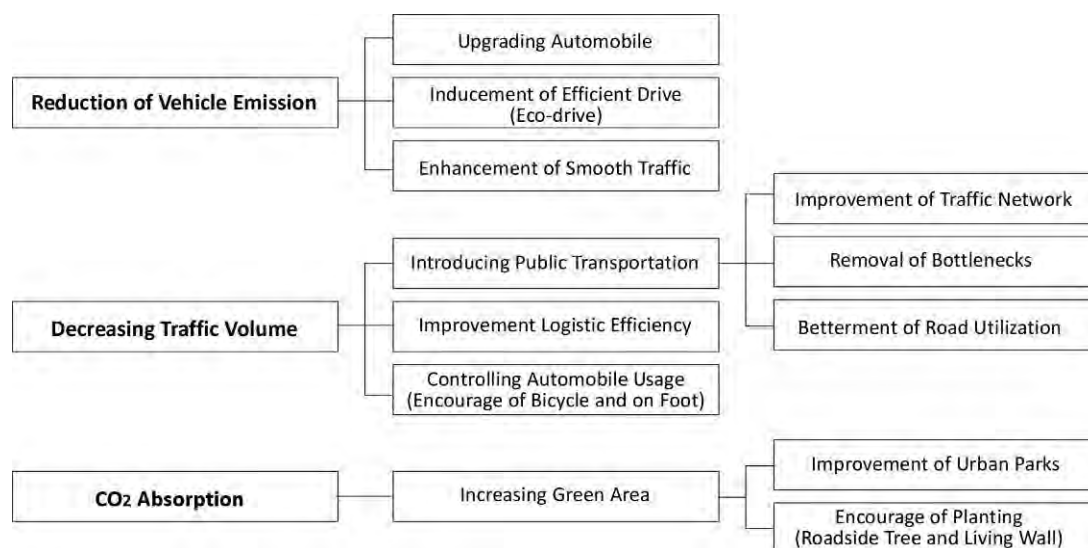 Reduction of Vehicle Emission
Upgrading Automobile
Inducement of Efficient Drive
(Eco-drive)
Enhancement of Smooth Traffic
Decreasing Traffic Volume
Introducing Public Transportation
Improvement of Traffic Network
Removal of Bottlenecks
Betterment of Road Utilization
Improvement Logistic Efficiency
Controlling Automobile Usage
(Encourage of Bicycle and on Foot)
CO2 Absorption
Increasing Green Area
Improvement of Urban Parks
Encourage of Planting
(Roadside Tree and Living Wall)